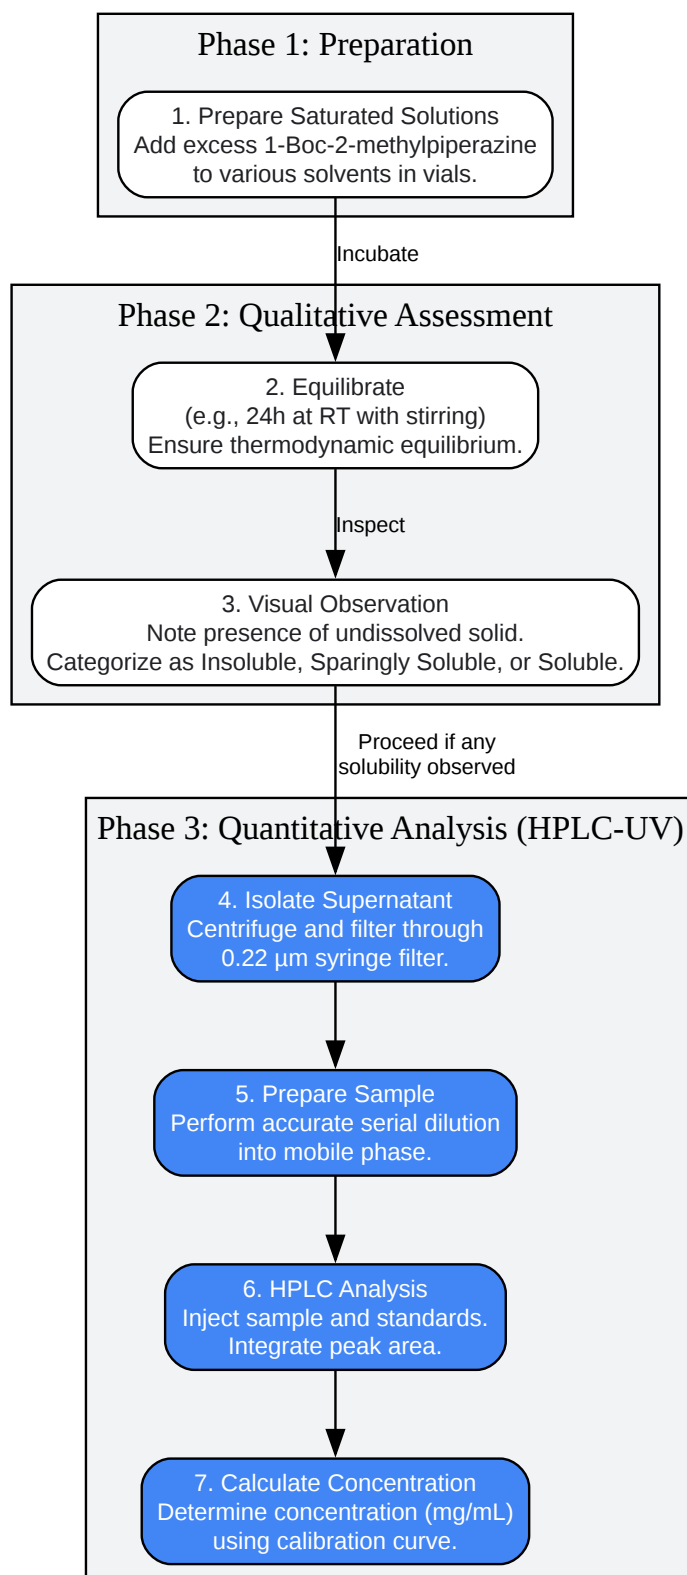 Phase 1: Preparation
1. Prepare Saturated Solutions
Add excess 1-Boc-2-methylpiperazine
to various solvents in vials.
Incubate
Phase 2: Qualitative Assessment
2. Equilibrate
(e.g., 24h at RT with stirring)
Ensure thermodynamic equilibrium.
Inspect
3. Visual Observation
Note presence of undissolved solid.
Categorize as Insoluble, Sparingly Soluble, or Soluble.
Proceed if any
solubility observed
Phase 3: Quantitative Analysis (HPLC-UV)
4. Isolate Supernatant
Centrifuge and filter through
0.22 µm syringe filter.
5. Prepare Sample
Perform accurate serial dilution
into mobile phase.
6. HPLC Analysis
Inject sample and standards.
Integrate peak area.
7. Calculate Concentration
Determine concentration (mg/mL)
using calibration curve.